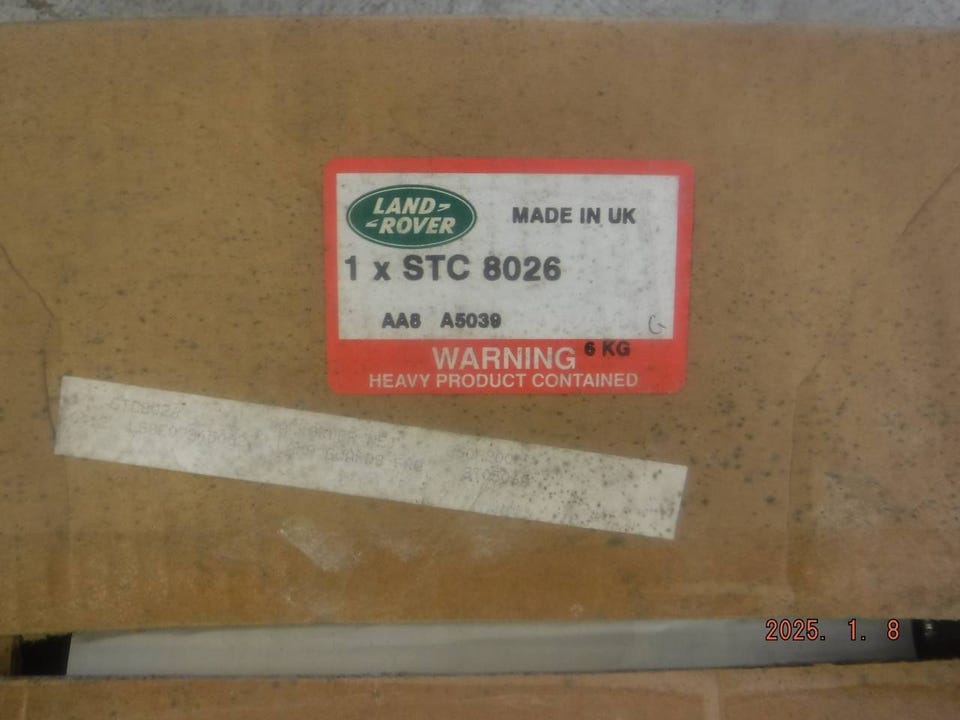 LAND-
-ROVER
MADE IN UK
1 x STC 8026
AA8 A5039
G
WARNING 6 KG
HEAVY PRODUCT CONTAINED
GUARDS
2025. 1. 8